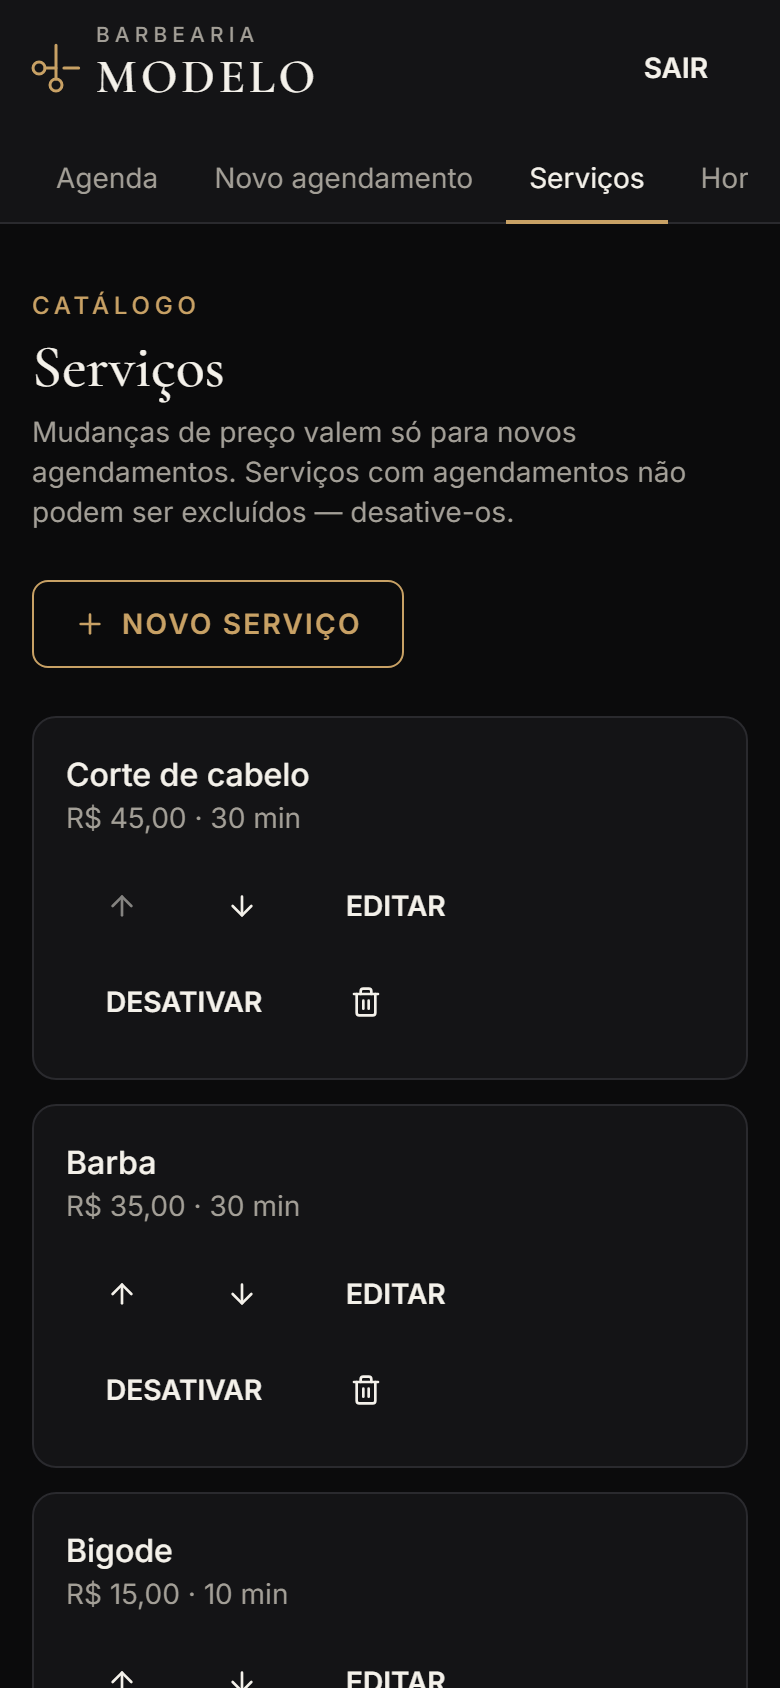 BARBEARIA
MODELO
SAIR
Agenda
Novo agendamento
Serviços
Hor
CATÁLOGO
Serviços
Mudanças de preço valem só para novos
agendamentos. Serviços com agendamentos não
podem ser excluídos — desative-os.
+ NOVO SERVIÇO
Corte de cabelo
R$ 45,00 · 30 min
↑ ↓ EDITAR
DESATIVAR
Barba
R$ 35,00 · 30 min
↑ ↓ EDITAR
DESATIVAR
Bigode
R$ 15,00 · 10 min
↑ ↓ EDITAR